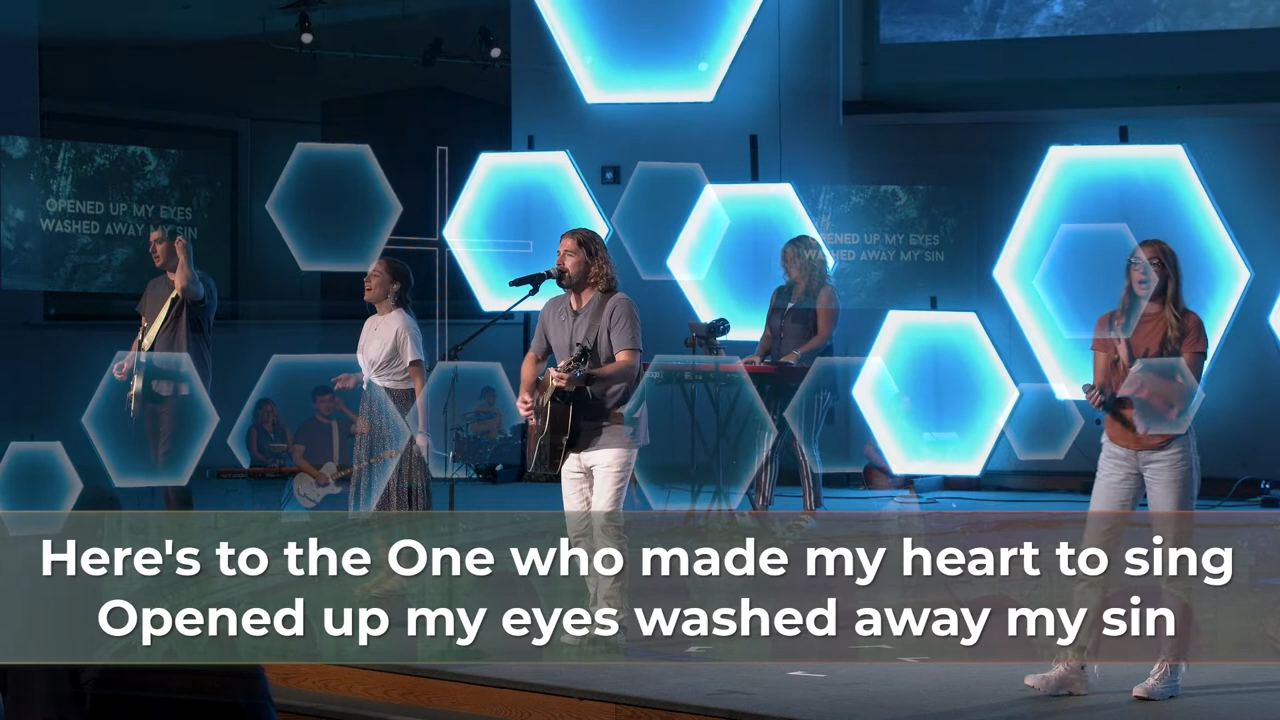 OPENED UP MY EYES
WASHED AWAY MY SIN
OPENED UP MY EYES
WASHED AWAY MY SIN
Here's to the One who made my heart to sing
Opened up my eyes washed away my sin